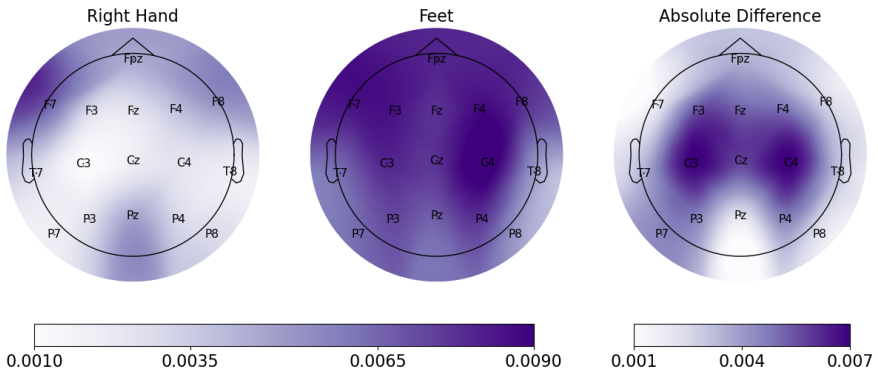 Right Hand
Feet
Absolute Difference
Fpz
F7
F3
Fz
F4
F8
T7
C3
Cz
C4
T8
P7
P3
Pz
P4
P8
Fpz
F7
F3
Fz
F4
F8
T7
C3
Cz
C4
T8
P7
P3
Pz
P4
P8
Fpz
F7
F3
Fz
F4
F8
T7
C3
Cz
C4
T8
P7
P3
Pz
P4
P8
0.0010 0.0035 0.0065 0.0090
0.001 0.004 0.007